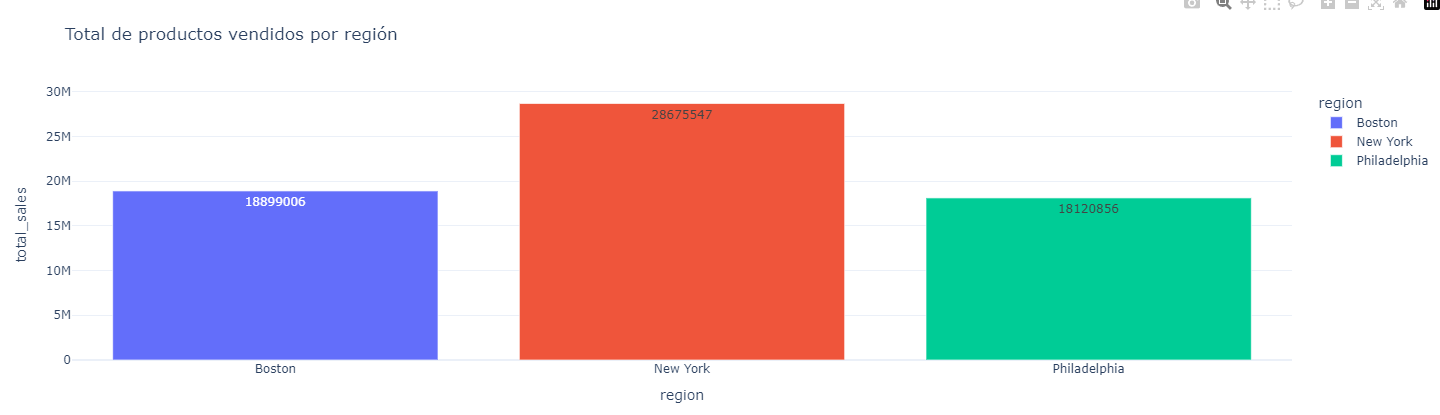 Total de productos vendidos por región
30M
25M
20M
15M
10M
5M
0
total_sales
18899006
28675547
18120856
Boston
New York
Philadelphia
region
region
Boston
New York
Philadelphia